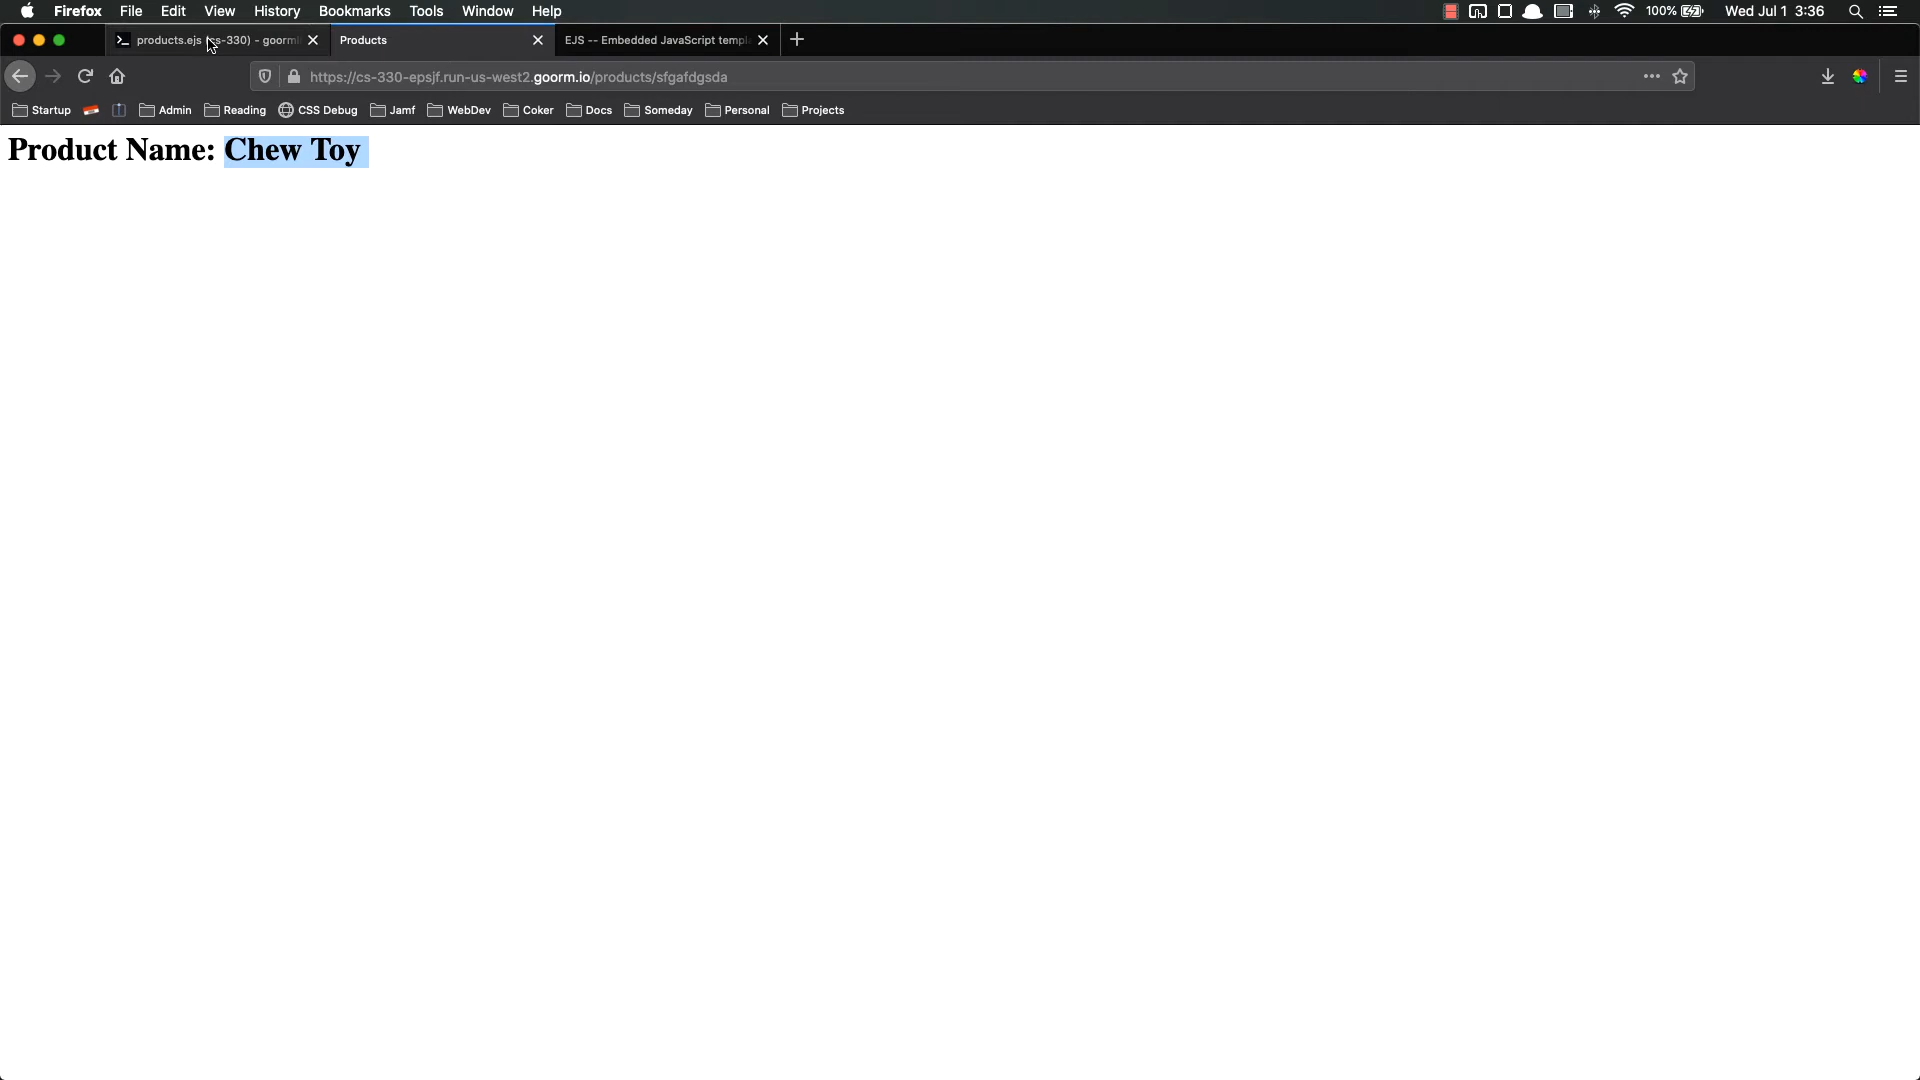 Firefox File Edit View History Bookmarks Tools Window Help 100% Wed Jul 1 3:36
products.ejs (cs-330) - goorm Products EJS -- Embedded JavaScript templ
https://cs-330-epsjf.run-us-west2.goorm.io/products/sfgafdgsda
Startup Admin Reading CSS Debug Jamf WebDev Coker Docs Someday Personal Projects
Product Name: Chew Toy